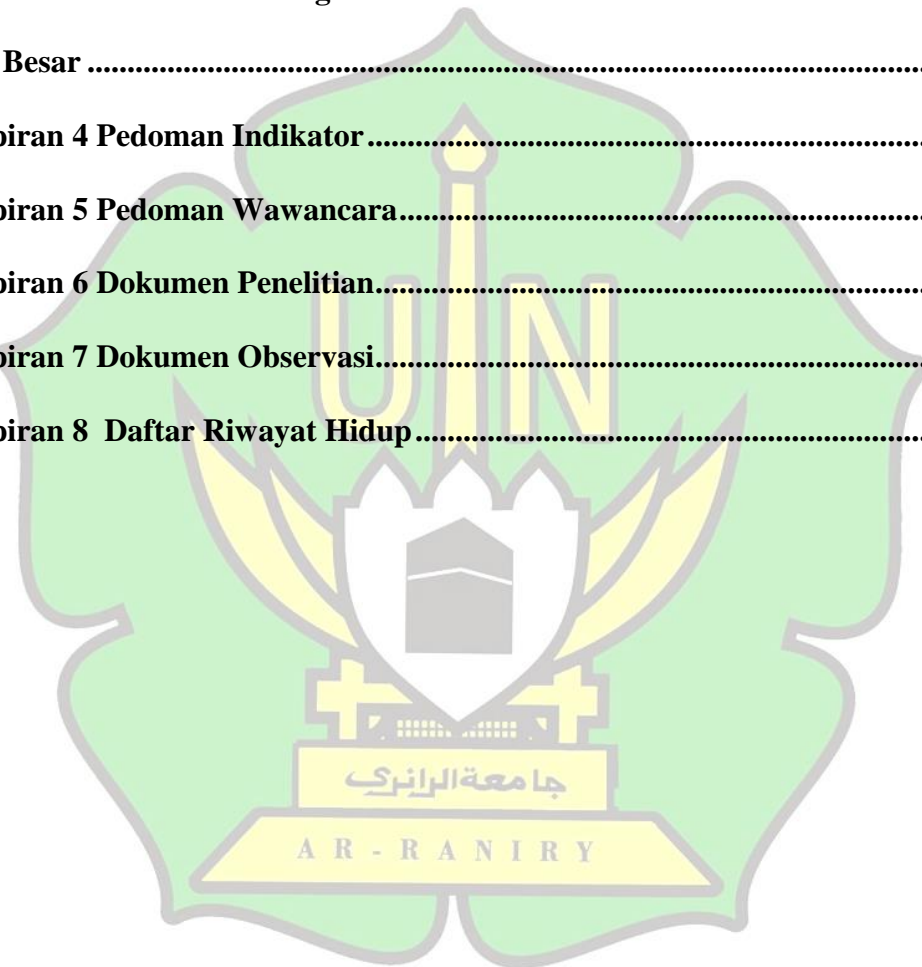 Besar ........................................................................................................
piran 4 Pedoman Indikator......................................................................
piran 5 Pedoman Wawancara..................................................................
piran 6 Dokumen Penelitian.....................................................................
piran 7 Dokumen Observasi.....................................................................
piran 8  Daftar Riwayat Hidup................................................................
UIN
جامعة الرانري
AR-RANIRY